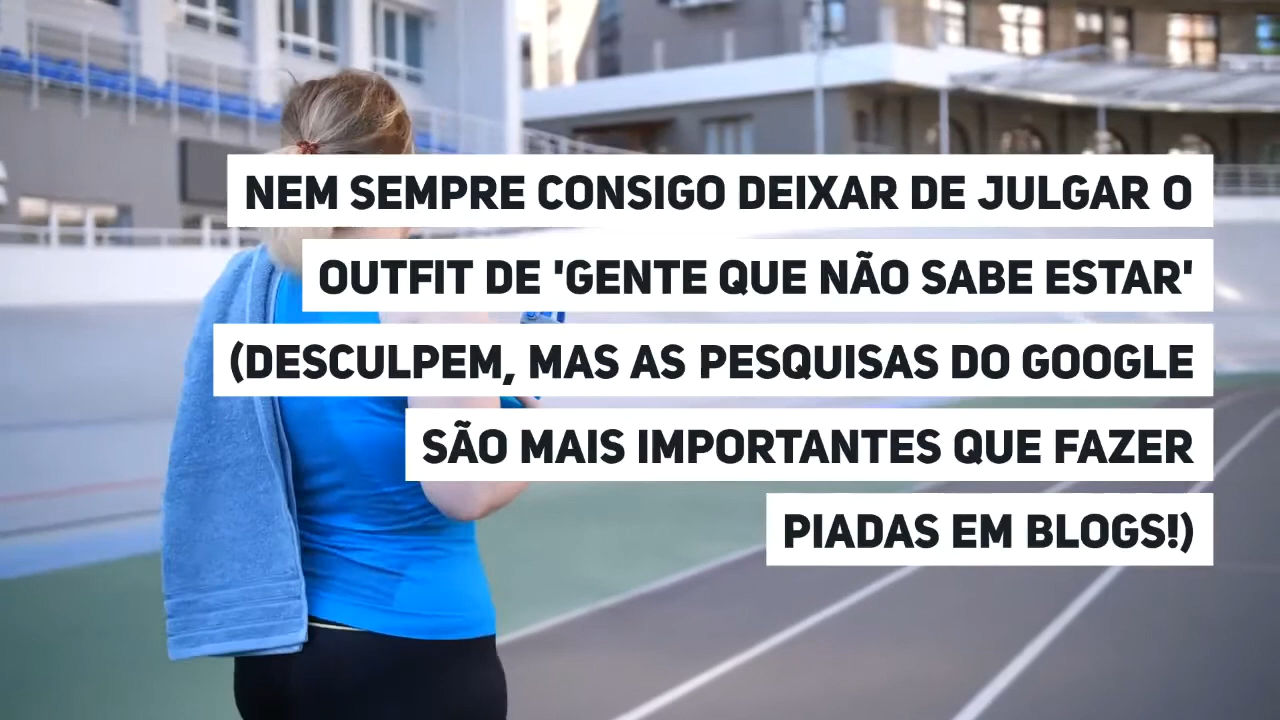 NEM SEMPRE CONSIGO DEIXAR DE JULGAR O
OUTFIT DE 'GENTE QUE NÃO SABE ESTAR'
(DESCULPEM, MAS AS PESQUISAS DO GOOGLE
SÃO MAIS IMPORTANTES QUE FAZER
PIADAS EM BLOGS!)